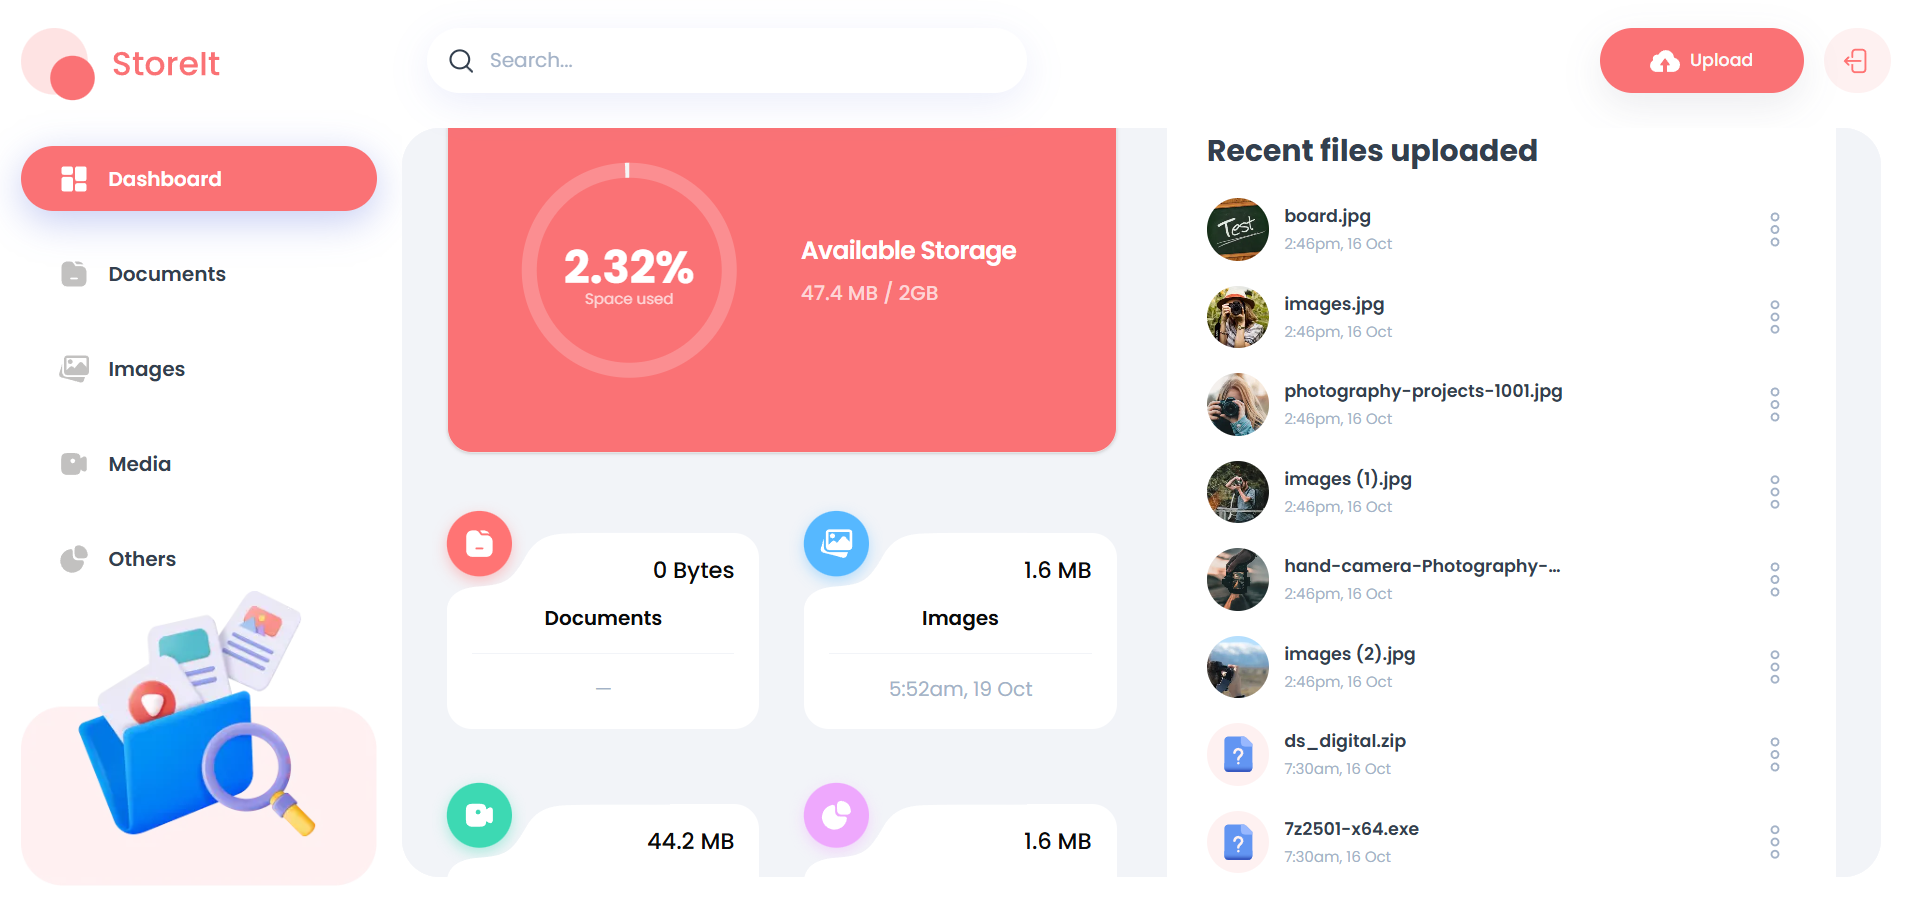 StoreIt
Search...
Upload
Dashboard
Documents
Images
Media
Others
2.32%
Space used
Available Storage
47.4 MB / 2GB
0 Bytes
Documents
—
1.6 MB
Images
5:52am, 19 Oct
44.2 MB
1.6 MB
Recent files uploaded
Test
board.jpg
2:46pm, 16 Oct
images.jpg
2:46pm, 16 Oct
photography-projects-1001.jpg
2:46pm, 16 Oct
images (1).jpg
2:46pm, 16 Oct
hand-camera-Photography-...
2:46pm, 16 Oct
images (2).jpg
2:46pm, 16 Oct
?
ds_digital.zip
7:30am, 16 Oct
?
7z2501-x64.exe
7:30am, 16 Oct